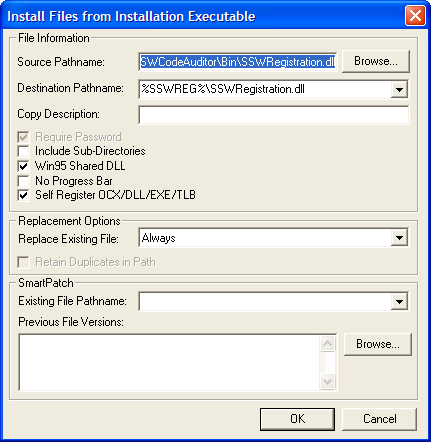 Install Files from Installation Executable
File Information
Source Pathname: SWCodeAuditor\Bin\SSWRegistration.dll Browse...
Destination Pathname: %SSWREG%\SSWRegistration.dll
Copy Description:
Require Password
Include Sub-Directories
Win95 Shared DLL
No Progress Bar
Self Register OCX/DLL/EXE/TLB
Replacement Options
Replace Existing File: Always
Retain Duplicates in Path
SmartPatch
Existing File Pathname:
Previous File Versions:
Browse...
OK Cancel